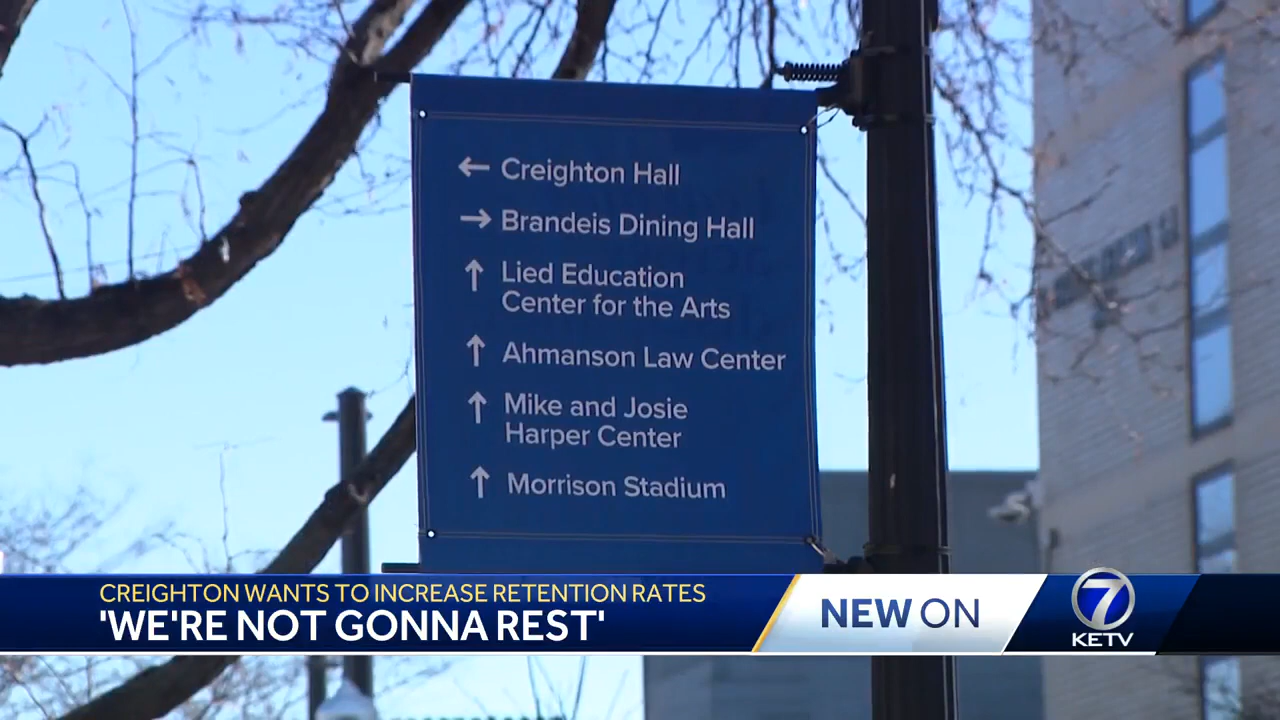 ← Creighton Hall
→ Brandeis Dining Hall
↑ Lied Education
Center for the Arts
↑ Ahmanson Law Center
↑ Mike and Josie
Harper Center
↑ Morrison Stadium
CREIGHTON WANTS TO INCREASE RETENTION RATES
'WE'RE NOT GONNA REST'
NEW ON
7
KETV